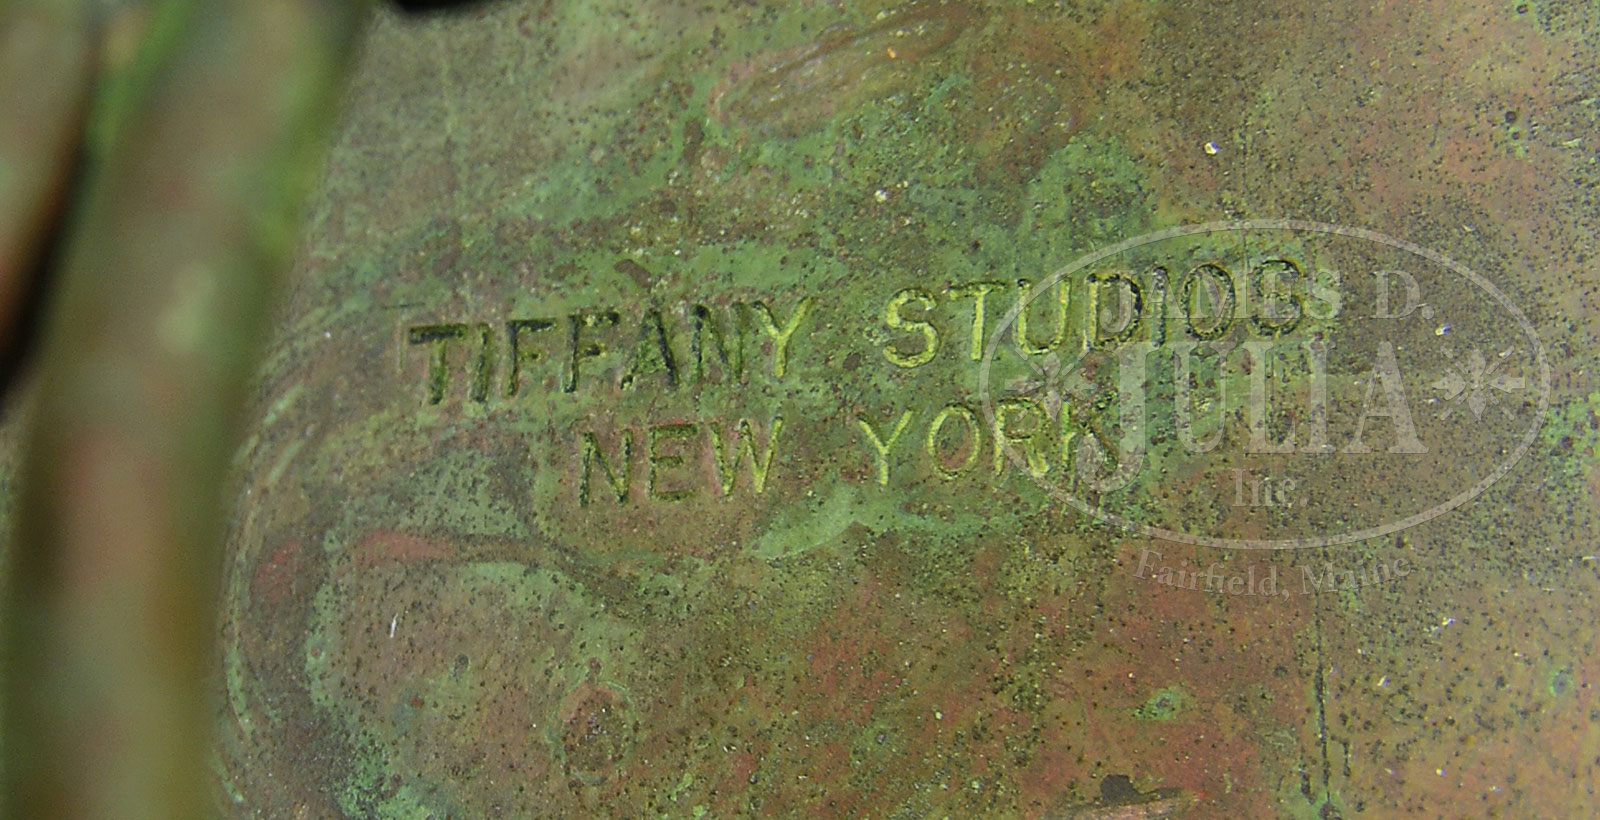 TIFFANY STUDIOS
NEW YORK
JAMES D.
JULIA
Inc.
Fairfield, Maine